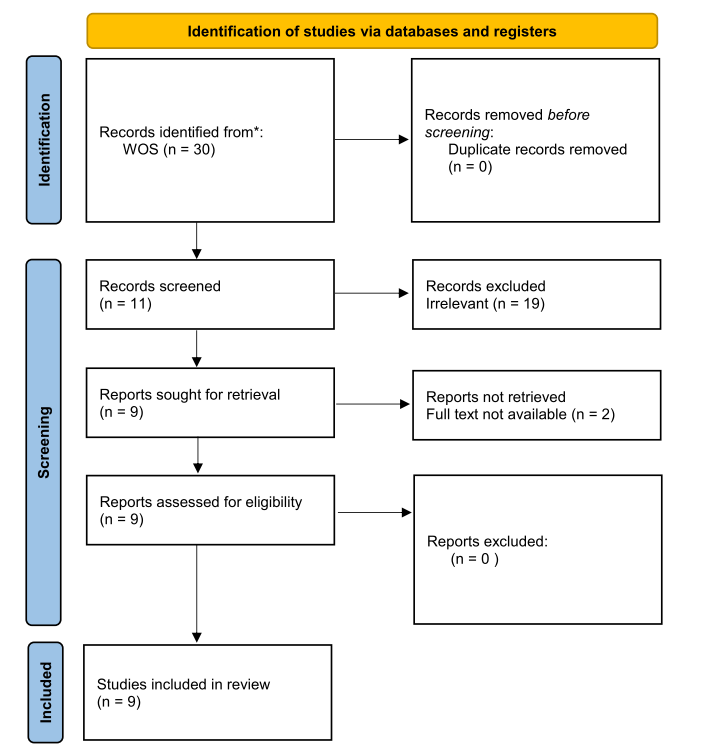 Identification of studies via databases and registers
Identification
Records identified from*:
WOS (n = 30)
Records removed before
screening:
Duplicate records removed
(n = 0)
Screening
Records screened
(n = 11)
Records excluded
Irrelevant (n = 19)
Reports sought for retrieval
(n = 9)
Reports not retrieved
Full text not available (n = 2)
Reports assessed for eligibility
(n = 9)
Reports excluded:
(n = 0 )
Included
Studies included in review
(n = 9)